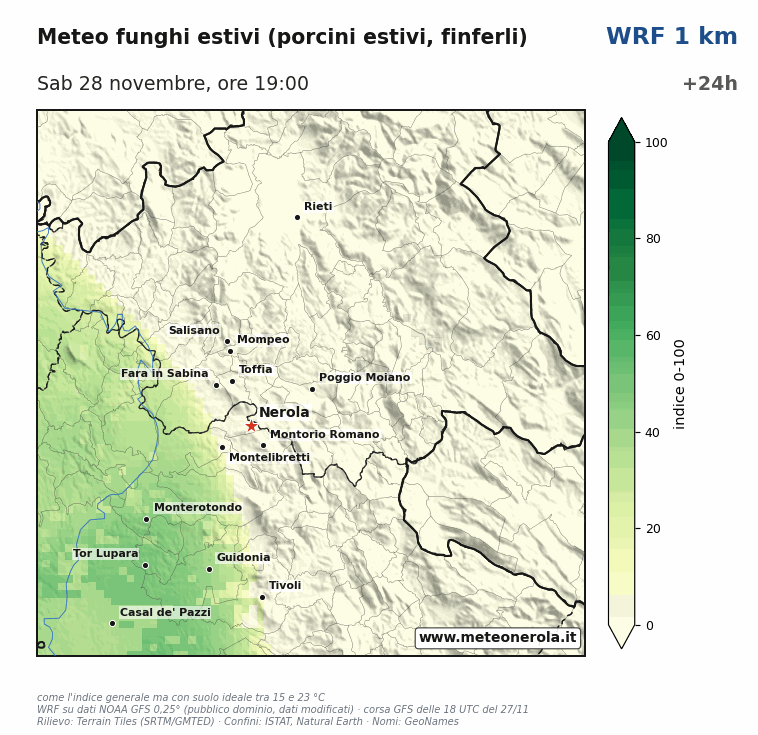 Meteo funghi estivi (porcini estivi, finferli)
WRF 1 km
Sab 28 novembre, ore 19:00
+24h
Rieti
Salisano
Mompeo
Fara in Sabina
Toffia
Poggio Moiano
Nerola
Montorio Romano
Montelibretti
Monterotondo
Tor Lupara
Guidonia
Tivoli
Casal de' Pazzi
www.meteonerola.it
100
80
60
40
20
0
indice 0-100
come l'indice generale ma con suolo ideale tra 15 e 23 °C
WRF su dati NOAA GFS 0,25° (pubblico dominio, dati modificati) · corsa GFS delle 18 UTC del 27/11
Rilievo: Terrain Tiles (SRTM/GMTED) · Confini: ISTAT, Natural Earth · Nomi: GeoNames